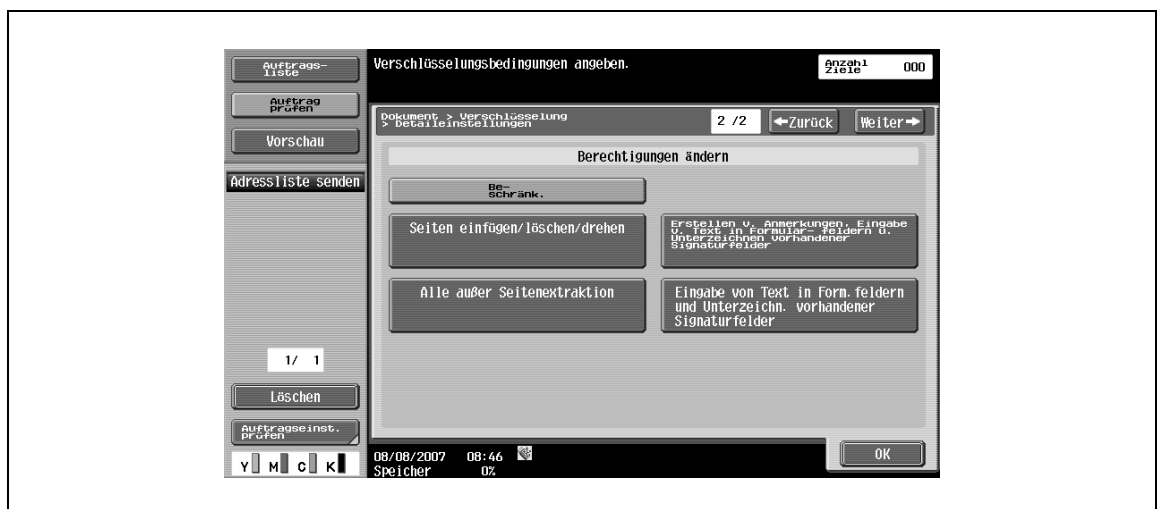 Auftrags-
liste
Auftrag
prüfen
Vorschau
Adressliste senden
1/ 1
Löschen
Auftragseinst.
prüfen
Y M C K
Verschlüsselungsbedingungen angeben.
Anzahl
Ziele 000
Dokument > Verschlüsselung
> Detaileinstellungen
2 /2
←Zurück
Weiter→
Berechtigungen ändern
Be-
schränk.
Seiten einfügen/löschen/drehen
Erstellen v. Anmerkungen, Eingabe
v. Text in Formular- feldern u.
Unterzeichnen vorhandener
Signaturfelder
Alle außer Seitenextraktion
Eingabe von Text in Form.feldern
und Unterzeichn. vorhandener
Signaturfelder
08/08/2007 08:46
Speicher 0%
OK